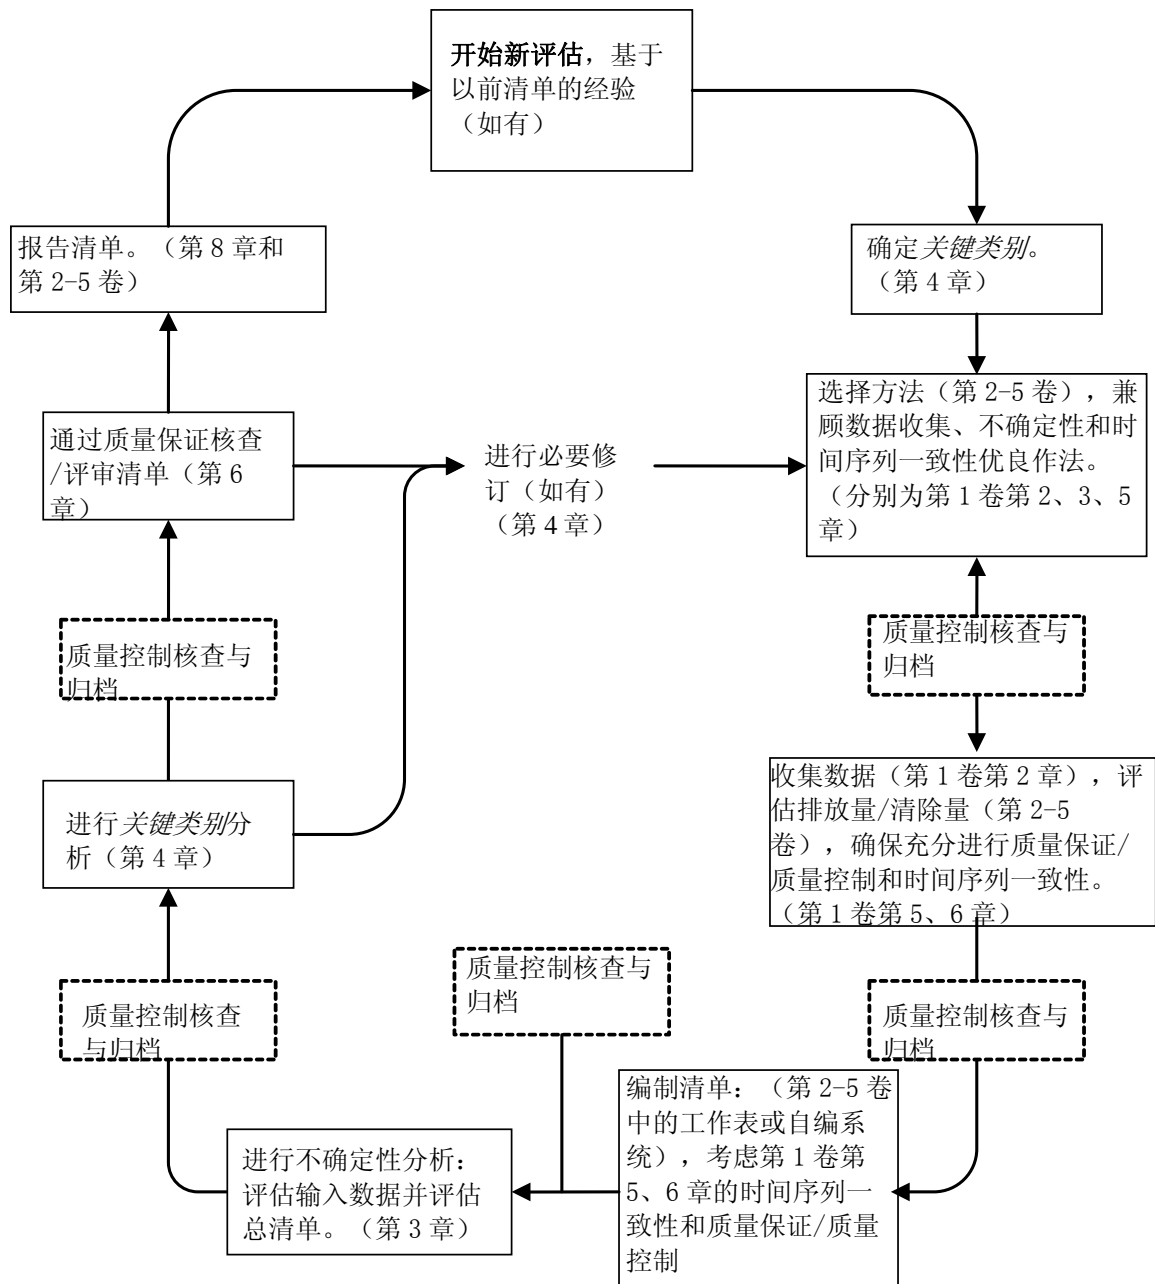 开始新评估，基于
以前清单的经验
（如有）
报告清单。（第 8 章和
第 2-5 卷）
确定关键类别。
（第 4 章）
选择方法（第 2-5 卷），兼
顾数据收集、不确定性和时
间序列一致性优良作法。
（分别为第 1 卷第 2、3、5
章）
通过质量保证核查
/评审清单（第 6
章）
进行必要修
订（如有）
（第 4 章）
质量控制核查与
归档
质量控制核查与
归档
收集数据（第 1 卷第 2 章），评
估排放量/清除量（第 2-5
卷），确保充分进行质量保证/
质量控制和时间序列一致性。
（第 1 卷第 5、6 章）
进行关键类别分
析（第 4 章）
质量控制核查与
归档
质量控制核查
与归档
质量控制核查与
归档
编制清单：（第 2-5 卷
中的工作表或自编系
统），考虑第 1 卷第
5、6 章的时间序列一
致性和质量保证/质量
控制
进行不确定性分析：
评估输入数据并评估
总清单。（第 3 章）